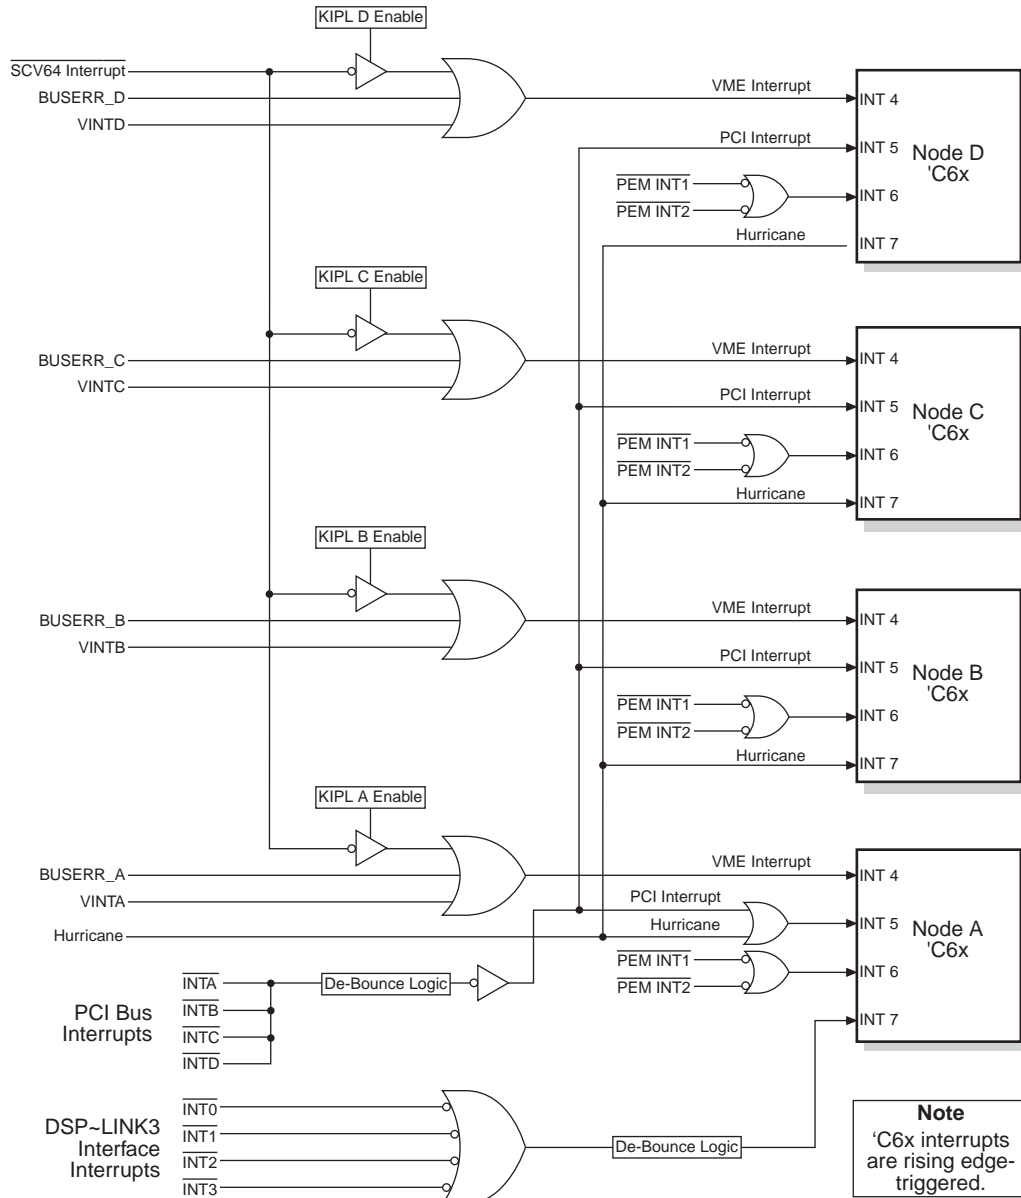 KIPL D Enable
SCV64 Interrupt
BUSERR_D
VINTD
VME Interrupt
INT 4
PCI Interrupt
INT 5
Node D
'C6x
PEM INT1
PEM INT2
INT 6
Hurricane
INT 7
KIPL C Enable
BUSERR_C
VINTC
VME Interrupt
INT 4
PCI Interrupt
INT 5
Node C
'C6x
PEM INT1
PEM INT2
INT 6
Hurricane
INT 7
KIPL B Enable
BUSERR_B
VINTB
VME Interrupt
INT 4
PCI Interrupt
INT 5
Node B
'C6x
PEM INT1
PEM INT2
INT 6
Hurricane
INT 7
KIPL A Enable
BUSERR_A
VINTA
Hurricane
VME Interrupt
INT 4
PCI Interrupt
Hurricane
INT 5
Node A
'C6x
PEM INT1
PEM INT2
INT 6
INT 7
PCI Bus
Interrupts
INTA
INTB
INTC
INTD
De-Bounce Logic
DSP~LINK3
Interface
Interrupts
INT0
INT1
INT2
INT3
De-Bounce Logic
Note
‘C6x interrupts
are rising edge-
triggered.